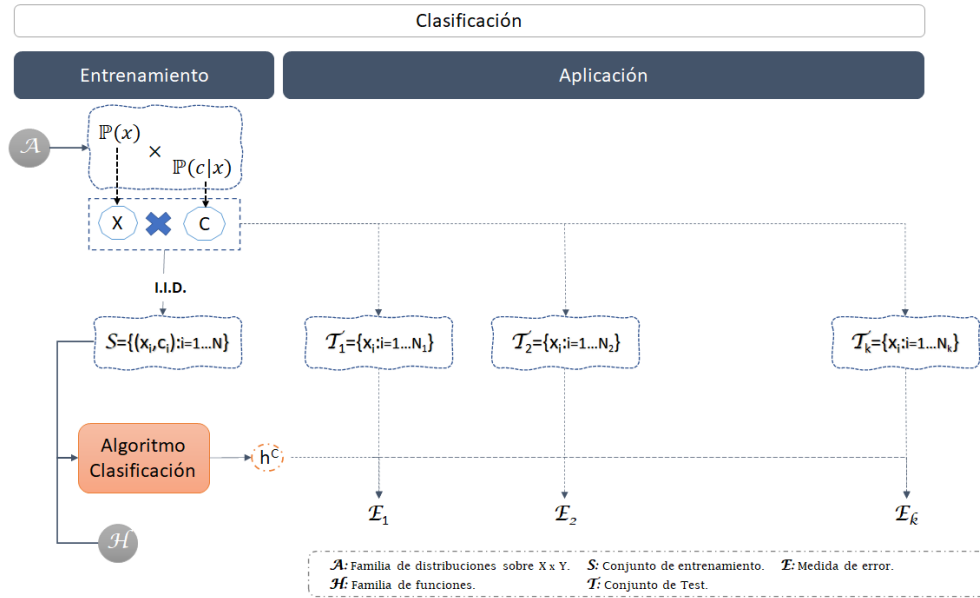 Clasificación
Entrenamiento
Aplicación
𝒜
ℙ(x)
×
ℙ(c|x)
X
C
I.I.D.
𝒮={(xᵢ,cᵢ):i=1...N}
𝒯₁={xᵢ:i=1...N₁}
𝒯₂={xᵢ:i=1...N₂}
𝒯ₖ={xᵢ:i=1...Nₖ}
Algoritmo
Clasificación
hᶜ
ℰ₁
ℰ₂
ℰₖ
ℋ
𝒜: Familia de distribuciones sobre X x Y. 𝒮: Conjunto de entrenamiento. ℰ: Medida de error.
ℋ: Familia de funciones. 𝒯: Conjunto de Test.